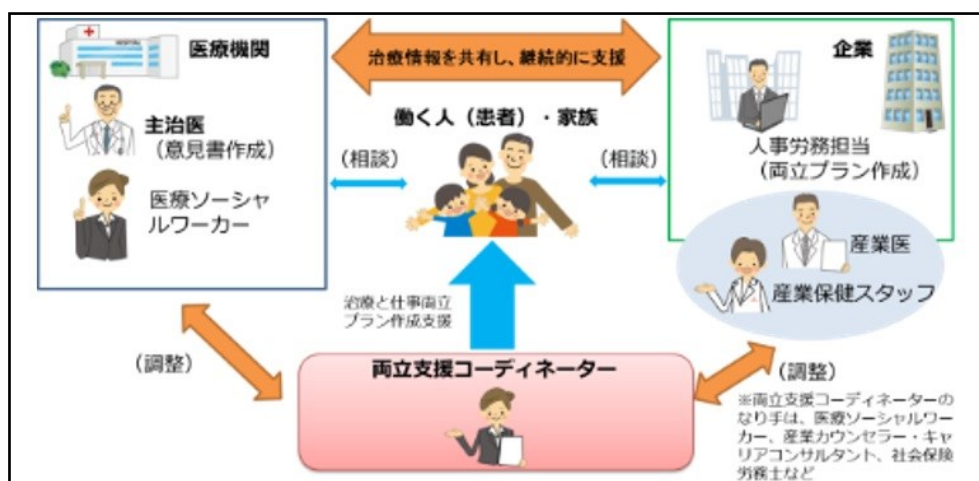 医療機関
HOSPITAL
主治医
(意見書作成)
医療ソーシャ
ルワーカー
治療情報を共有し、継続的に支援
働く人(患者)・家族
(相談)
(相談)
企業
人事労務担当
(両立プラン作成)
産業医
産業保健スタッフ
治療と仕事両立
プラン作成支援
(調整)
両立支援コーディネーター
(調整)
※両立支援コーディネーターの
なり手は、医療ソーシャルワー
カー、産業カウンセラー・キャ
リアコンサルタント、社会保険
労務士など